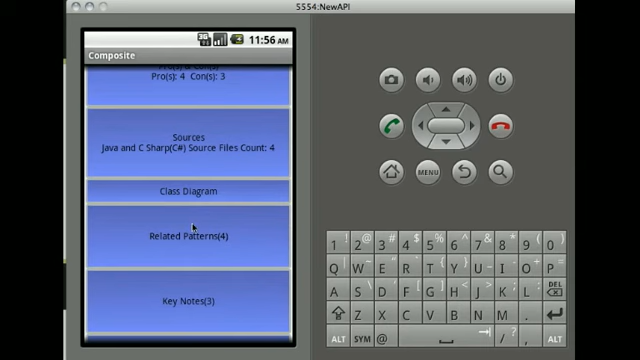 5554:NewAPI
3G
11:56 AM
Composite
Pro(s): 4 Con(s): 3
Sources
Java and C Sharp(C#) Source Files Count: 4
Class Diagram
Related Patterns(4)
Key Notes(3)
MENU
1 ! 2 @ 3 # 4 $ 5 % 6 ^ 7 & 8 * 9 ( 0 )
Q W E R T Y U I O P
A S D F G H J K L DEL
Z X C V B N M .
ALT SYM @ / ? , ALT